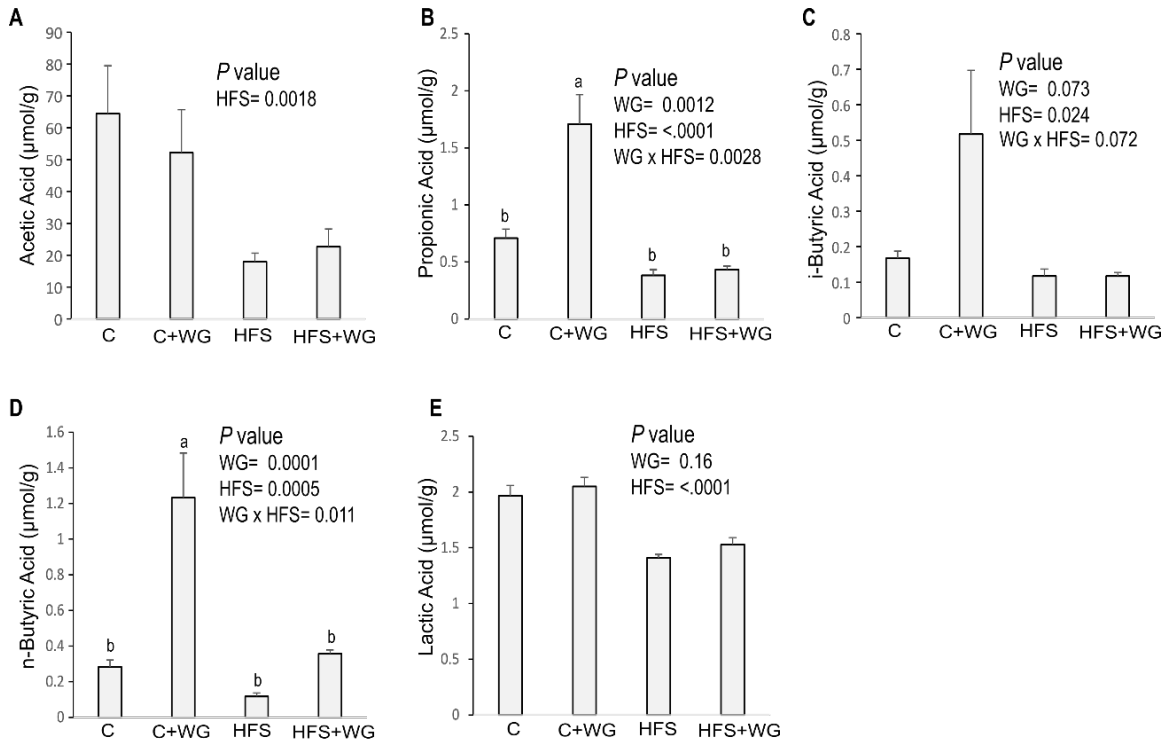 A
Acetic Acid (μmol/g)
90
80
70
60
50
40
30
20
10
0
P value
HFS= 0.0018
C
C+WG
HFS
HFS+WG
B
Propionic Acid (μmol/g)
2.5
2
1.5
1
0.5
0
b
a
b
b
P value
WG= 0.0012
HFS= <.0001
WG x HFS= 0.0028
C
C+WG
HFS
HFS+WG
C
i-Butyric Acid (μmol/g)
0.8
0.7
0.6
0.5
0.4
0.3
0.2
0.1
0
P value
WG= 0.073
HFS= 0.024
WG x HFS= 0.072
C
C+WG
HFS
HFS+WG
D
n-Butyric Acid (μmol/g)
1.6
1.4
1.2
1
0.8
0.6
0.4
0.2
0
b
a
b
b
P value
WG= 0.0001
HFS= 0.0005
WG x HFS= 0.011
C
C+WG
HFS
HFS+WG
E
Lactic Acid (μmol/g)
2.5
2
1.5
1
0.5
0
P value
WG= 0.16
HFS= <.0001
C
C+WG
HFS
HFS+WG